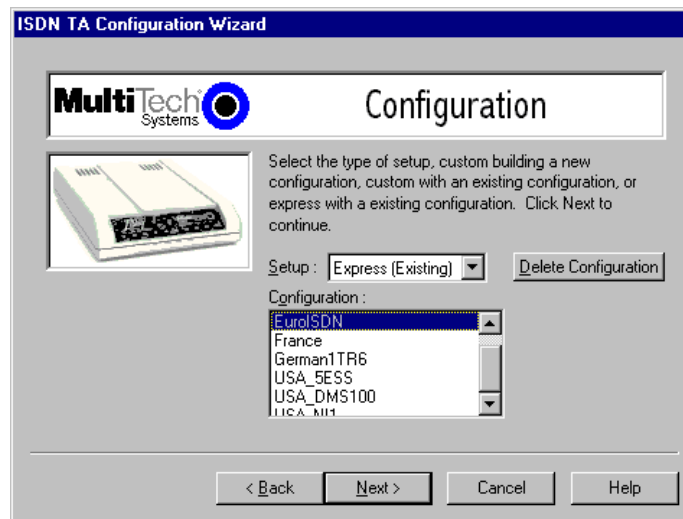 ISDN TA Configuration Wizard
MultiTech
Systems
Configuration
Select the type of setup, custom building a new
configuration, custom with an existing configuration, or
express with a existing configuration. Click Next to
continue.
Setup : Express (Existing) Delete Configuration
Configuration :
EuroISDN
France
German1TR6
USA_5ESS
USA_DMS100
USA_NI1
< Back Next > Cancel Help